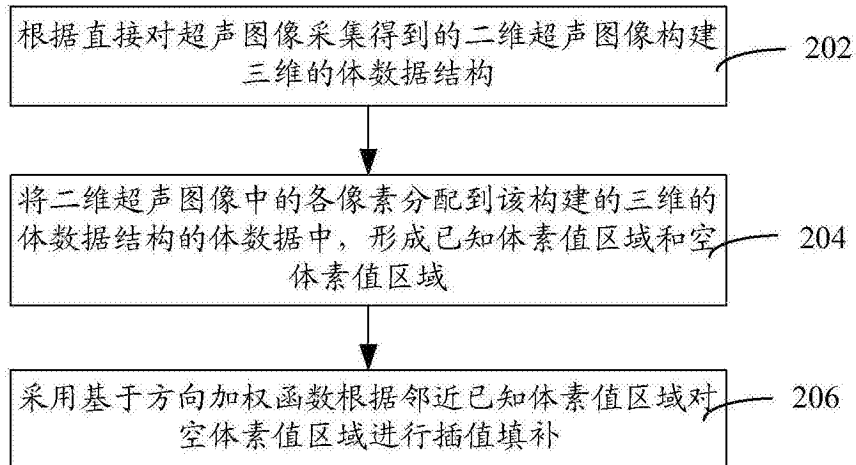 根据直接对超声图像采集得到的二维超声图像构建
三维的体数据结构
202
将二维超声图像中的各像素分配到该构建的三维的
体数据结构的体数据中，形成已知体素值区域和空
体素值区域
204
采用基于方向加权函数根据邻近已知体素值区域对
空体素值区域进行插值填补
206